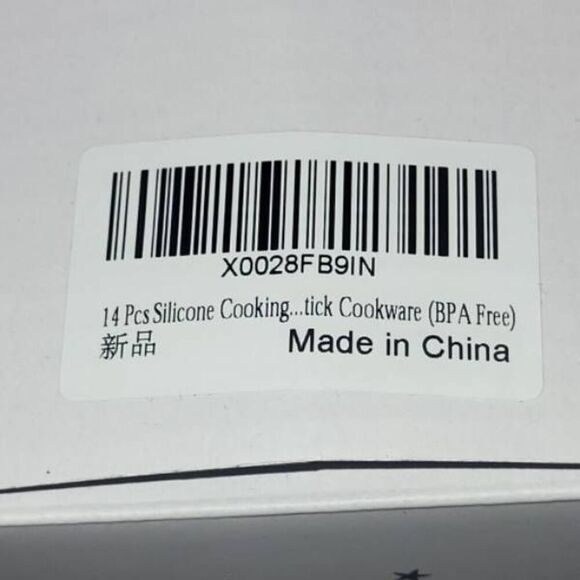 X0028FB9IN
14 Pcs Silicone Cooking...tick Cookware (BPA Free)
新品 Made in China